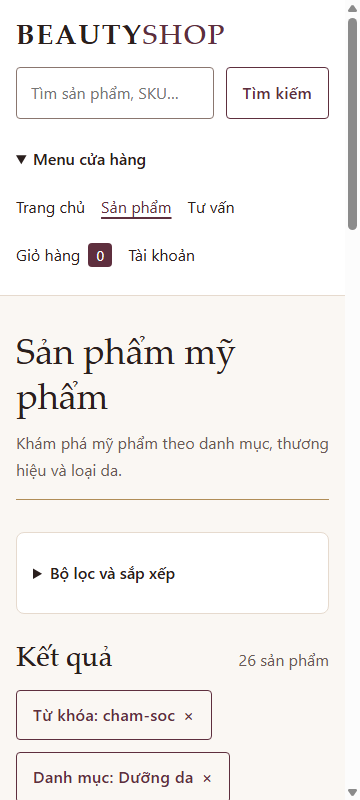 BEAUTYSHOP
Tìm sản phẩm, SKU...
Tìm kiếm
▼ Menu cửa hàng
Trang chủ Sản phẩm Tư vấn
Giỏ hàng 0 Tài khoản
Sản phẩm mỹ
phẩm
Khám phá mỹ phẩm theo danh mục, thương
hiệu và loại da.
▶ Bộ lọc và sắp xếp
Kết quả
26 sản phẩm
Từ khóa: cham-soc ×
Danh mục: Dưỡng da ×